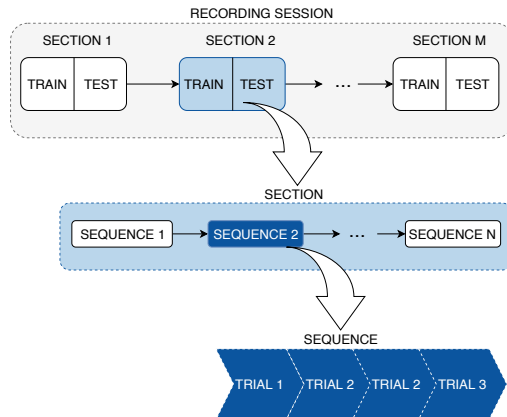 RECORDING SESSION
SECTION 1 SECTION 2 SECTION M
TRAIN TEST TRAIN TEST ... TRAIN TEST
SECTION
SEQUENCE 1 SEQUENCE 2 ... SEQUENCE N
SEQUENCE
TRIAL 1 TRIAL 2 TRIAL 2 TRIAL 3